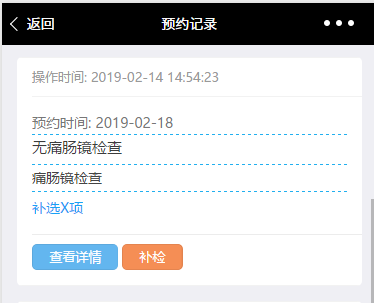 返回 预约记录
操作时间: 2019-02-14 14:54:23
预约时间: 2019-02-18
无痛肠镜检查
痛肠镜检查
补选X项
查看详情 补检